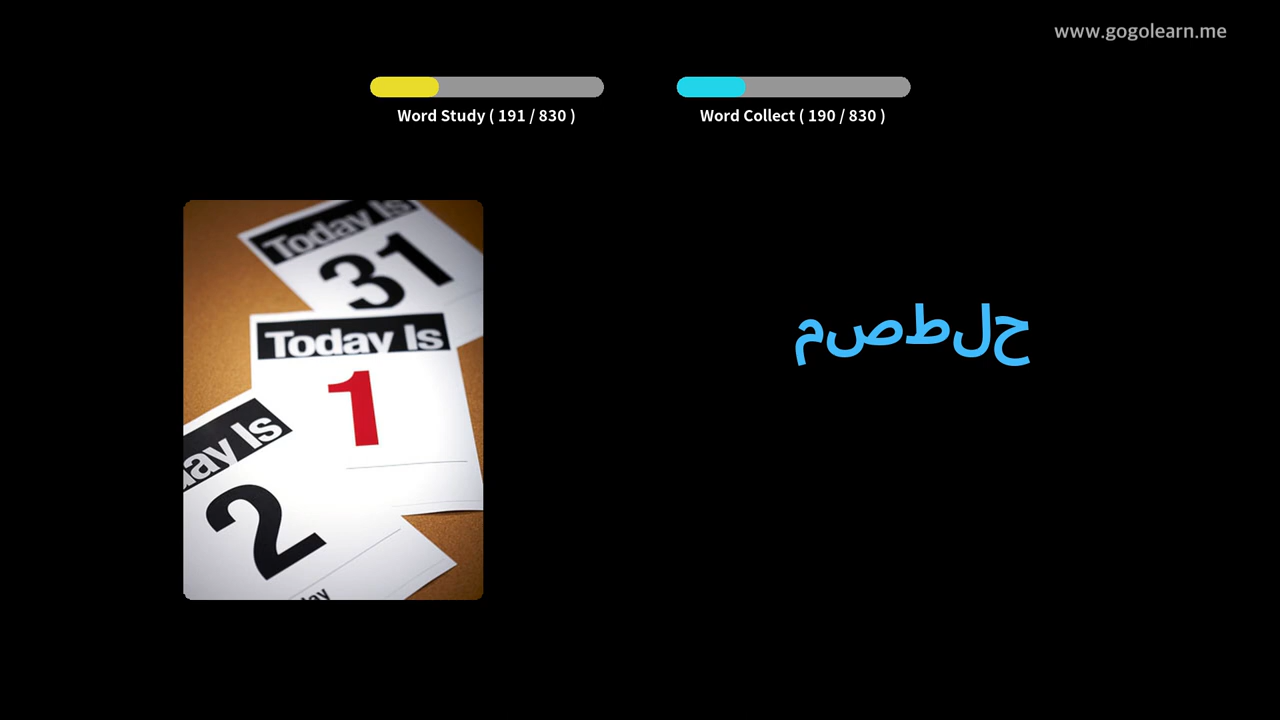 www.gogolearn.me
Word Study ( 191 / 830 )
Word Collect ( 190 / 830 )
Today Is
31
Today Is
1
ay Is
2
ay
حلطصم